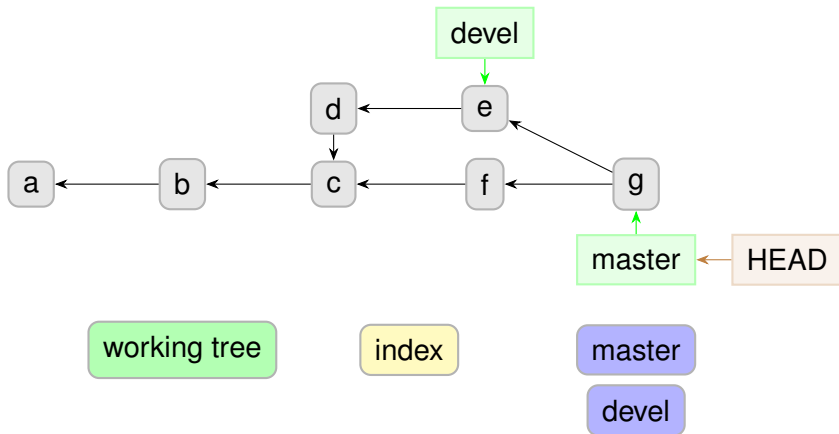 devel
d
e
a
b
c
f
g
master
HEAD
working tree
index
master
devel